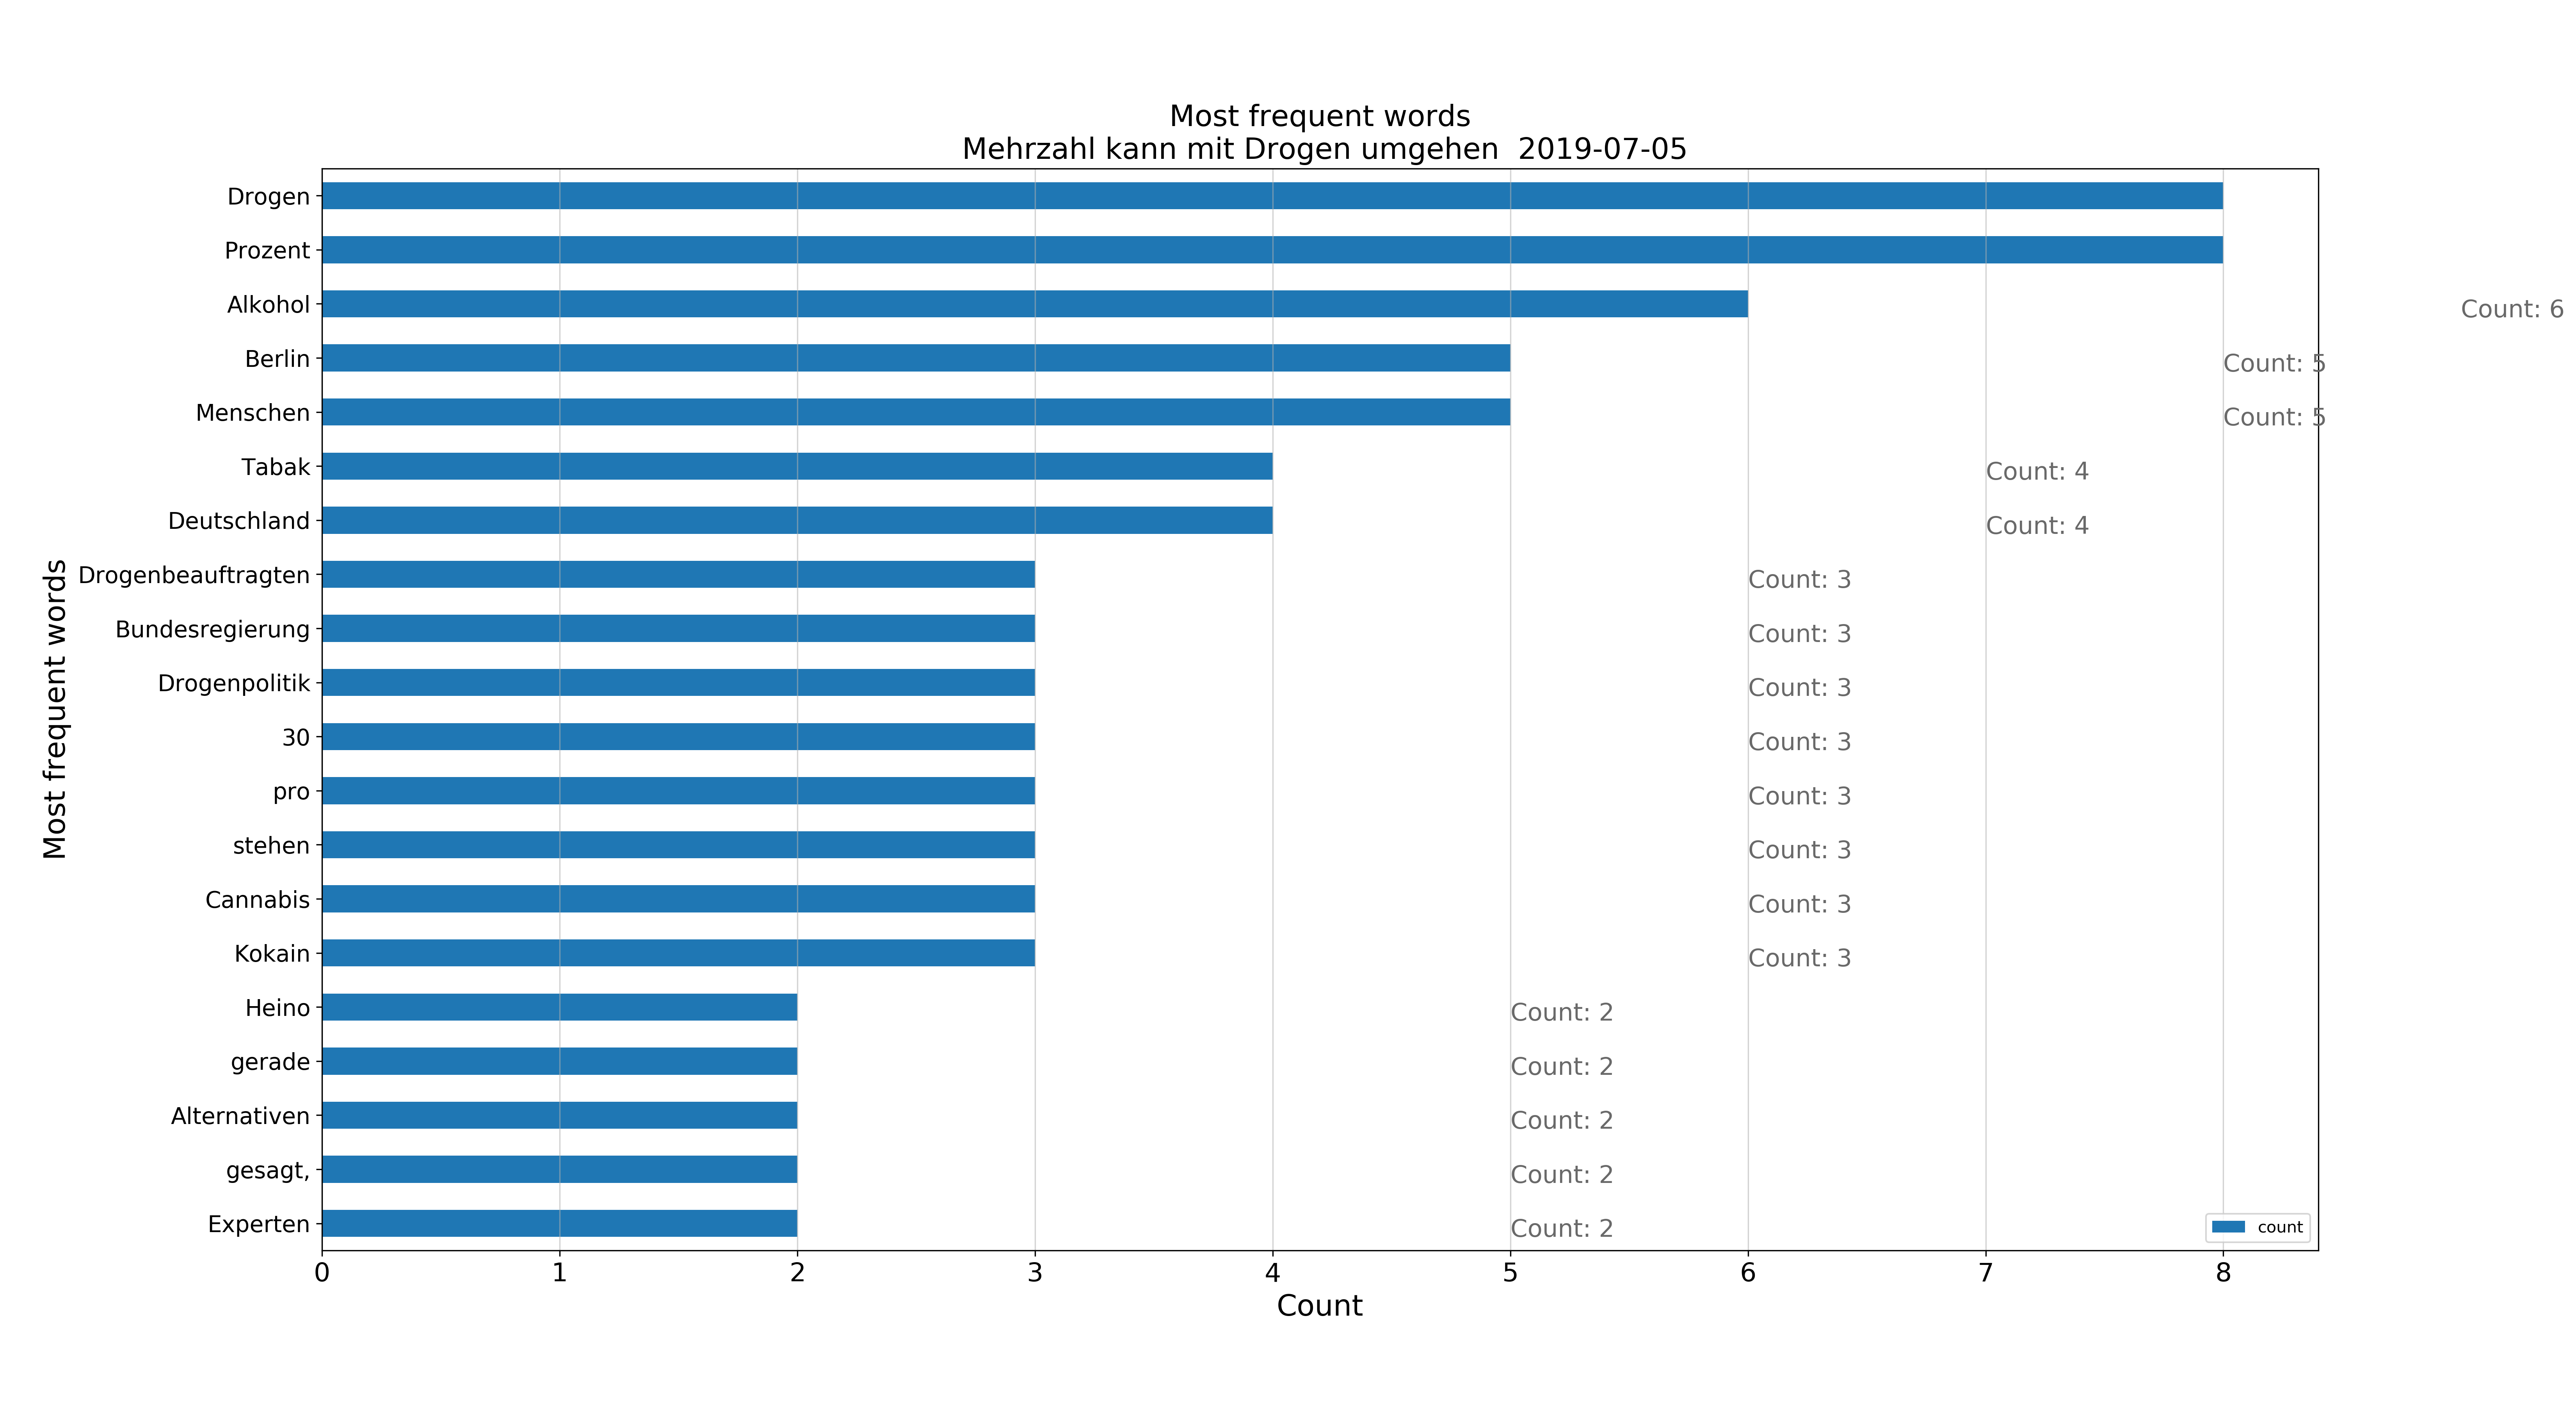 Most frequent words
Mehrzahl kann mit Drogen umgehen  2019-07-05
Most frequent words
Drogen
Prozent
Alkohol Count: 6
Berlin Count: 5
Menschen Count: 5
Tabak Count: 4
Deutschland Count: 4
Drogenbeauftragten Count: 3
Bundesregierung Count: 3
Drogenpolitik Count: 3
30 Count: 3
pro Count: 3
stehen Count: 3
Cannabis Count: 3
Kokain Count: 3
Heino Count: 2
gerade Count: 2
Alternativen Count: 2
gesagt, Count: 2
Experten Count: 2
count
0 1 2 3 4 5 6 7 8
Count